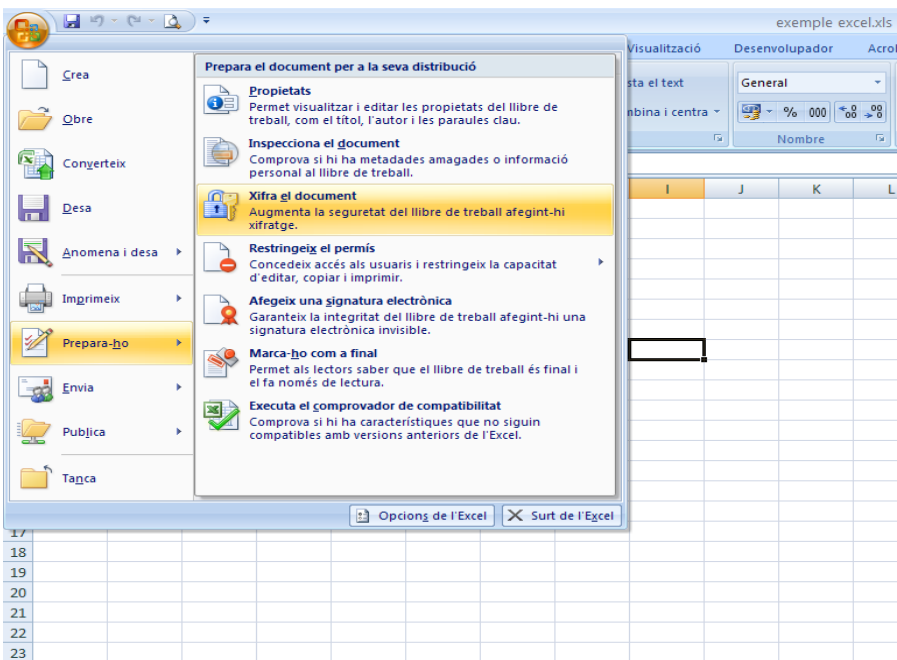 exemple excel.xls
Visualització Desenvolupador Acrol
sta el text
General
nbina i centra
% 000
Nombre
Crea
Obre
Converteix
Desa
Anomena i desa
Imprimeix
Prepara-ho
Envia
Publica
Tanca
Prepara el document per a la seva distribució
Propietats
Permet visualitzar i editar les propietats del llibre de
treball, com el títol, l'autor i les paraules clau.
Inspecciona el document
Comprova si hi ha metadades amagades o informació
personal al llibre de treball.
Xifra el document
Augmenta la seguretat del llibre de treball afegint-hi
xifratge.
Restringeix el permís
Concedeix accés als usuaris i restringeix la capacitat
d'editar, copiar i imprimir.
Afegeix una signatura electrònica
Garanteix la integritat del llibre de treball afegint-hi una
signatura electrònica invisible.
Marca-ho com a final
Permet als lectors saber que el llibre de treball és final i
el fa només de lectura.
Executa el comprovador de compatibilitat
Comprova si hi ha característiques que no siguin
compatibles amb versions anteriors de l'Excel.
Opcions de l'Excel Surt de l'Excel
I J K L
17
18
19
20
21
22
23